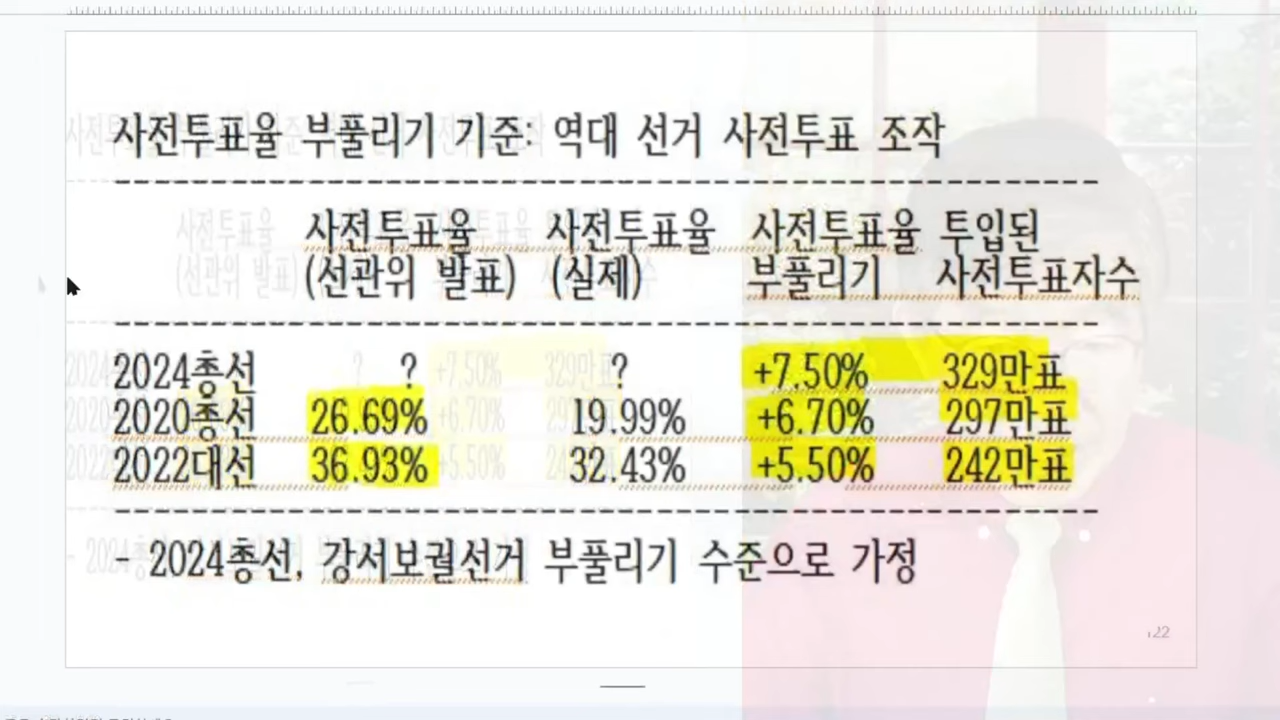 사전투표율 부풀리기 기준: 역대 선거 사전투표 조작
사전투표율 사전투표율 사전투표율 투입된
(선관위 발표) (실제) 부풀리기 사전투표자수
2024총선 ? ? +7.50% 329만표
2020총선 26.69% 19.99% +6.70% 297만표
2022대선 36.93% 32.43% +5.50% 242만표
- 2024총선, 강서보궐선거 부풀리기 수준으로 가정
122